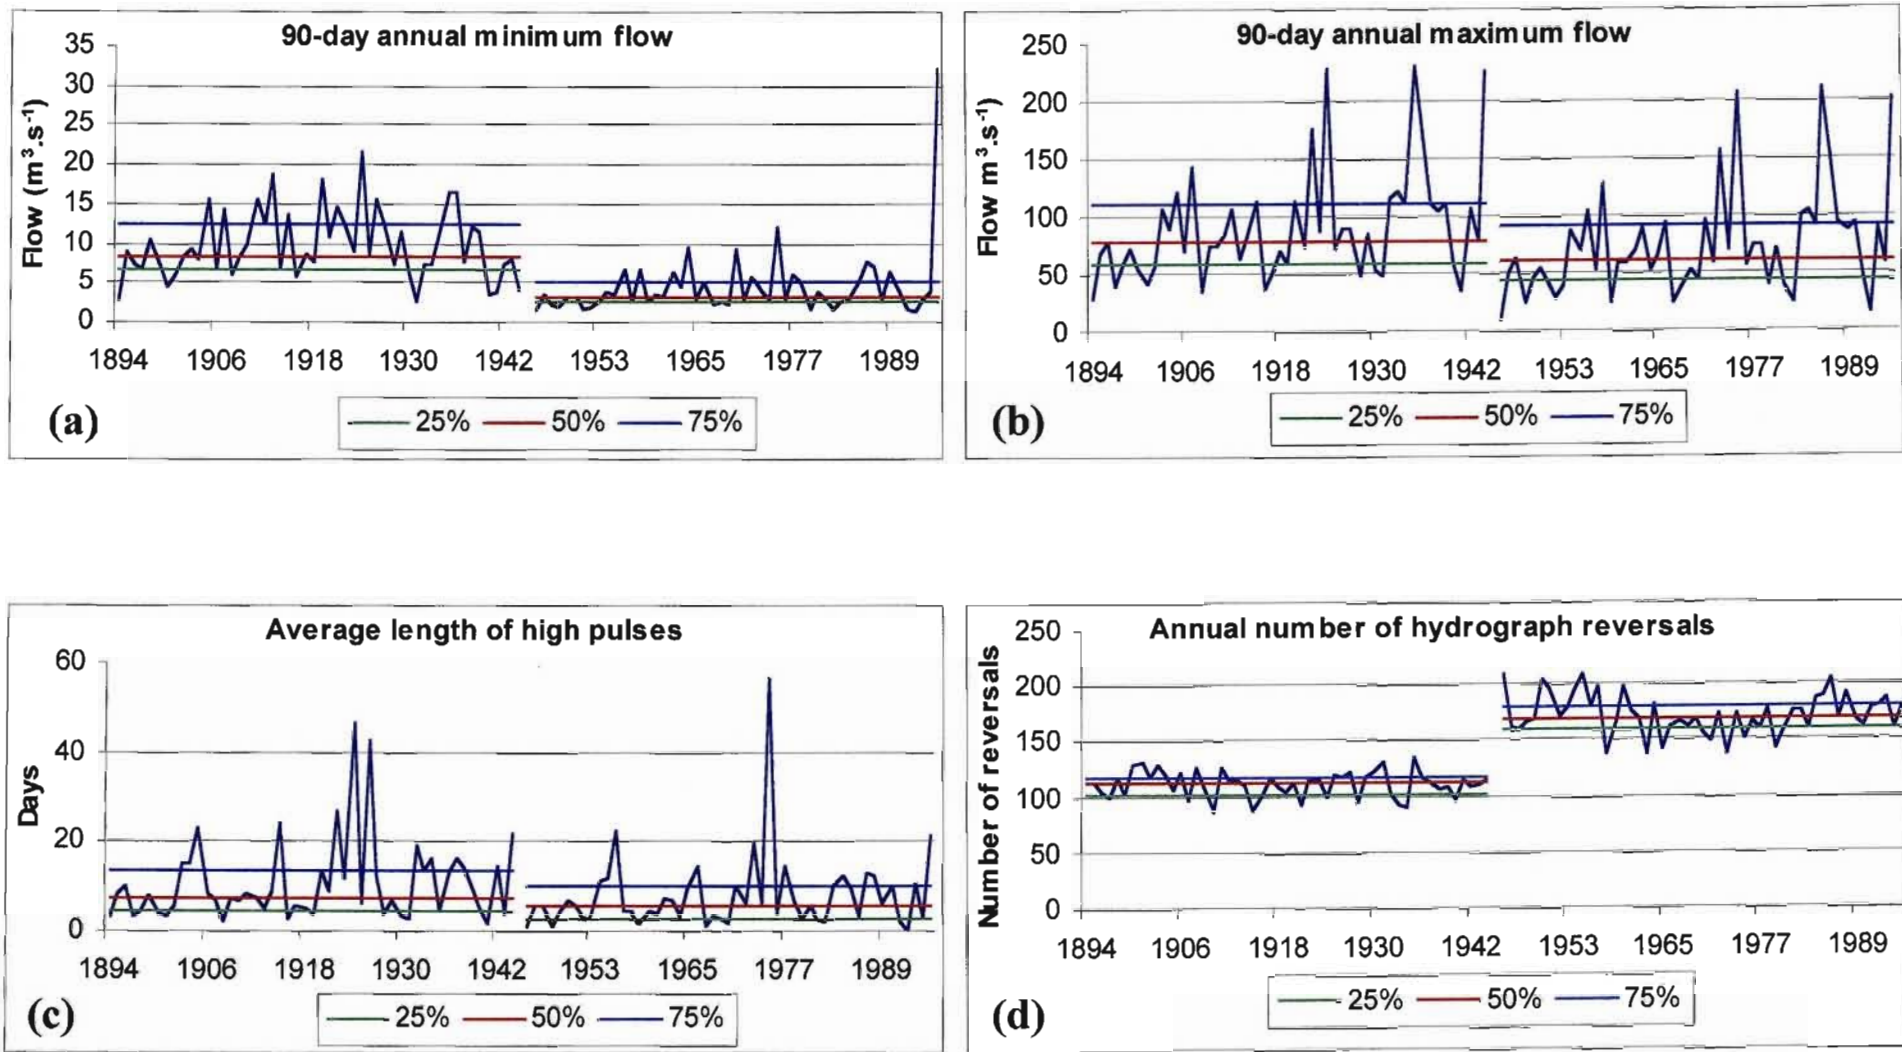 90-day annual minimum flow
Flow (m³.s⁻¹)
35
30
25
20
15
10
5
0
1894 1906 1918 1930 1942 1953 1965 1977 1989
25% 50% 75%
(a)
90-day annual maximum flow
Flow m³.s⁻¹)
250
200
150
100
50
0
1894 1906 1918 1930 1942 1953 1965 1977 1989
25% 50% 75%
(b)
Average length of high pulses
Days
60
40
20
0
1894 1906 1918 1930 1942 1953 1965 1977 1989
25% 50% 75%
(c)
Annual number of hydrograph reversals
Number of reversals
250
200
150
100
50
0
1894 1906 1918 1930 1942 1953 1965 1977 1989
25% 50% 75%
(d)